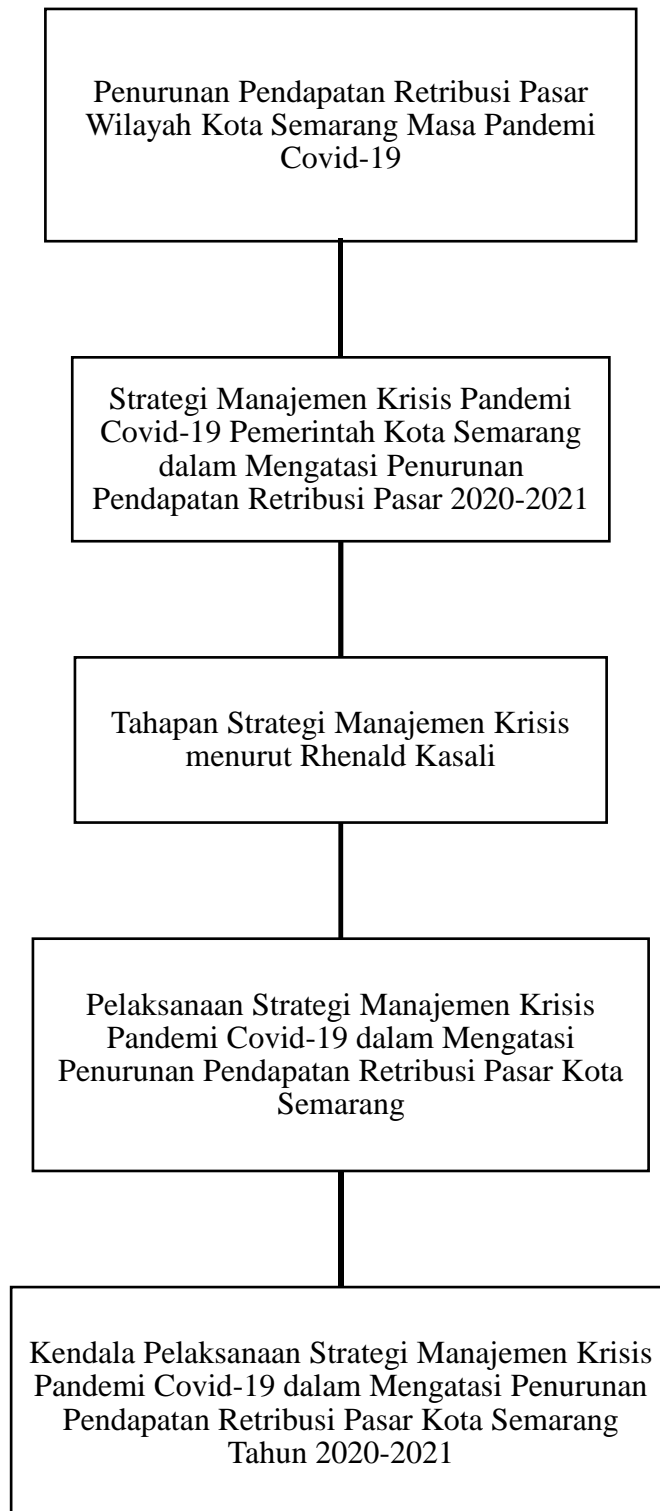 Penurunan Pendapatan Retribusi Pasar
Wilayah Kota Semarang Masa Pandemi
Covid-19
Strategi Manajemen Krisis Pandemi
Covid-19 Pemerintah Kota Semarang
dalam Mengatasi Penurunan
Pendapatan Retribusi Pasar 2020-2021
Tahapan Strategi Manajemen Krisis
menurut Rhenald Kasali
Pelaksanaan Strategi Manajemen Krisis
Pandemi Covid-19 dalam Mengatasi
Penurunan Pendapatan Retribusi Pasar Kota
Semarang
Kendala Pelaksanaan Strategi Manajemen Krisis
Pandemi Covid-19 dalam Mengatasi Penurunan
Pendapatan Retribusi Pasar Kota Semarang
Tahun 2020-2021